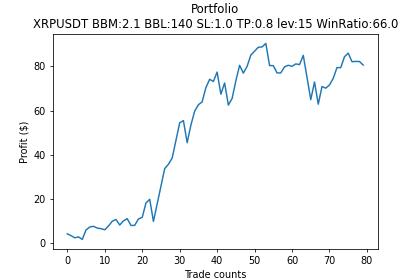 Portfolio
XRPUSDT BBM:2.1 BBL:140 SL:1.0 TP:0.8 lev:15 WinRatio:66.0
80
60
40
20
0
Profit ($)
0 10 20 30 40 50 60 70 80
Trade counts